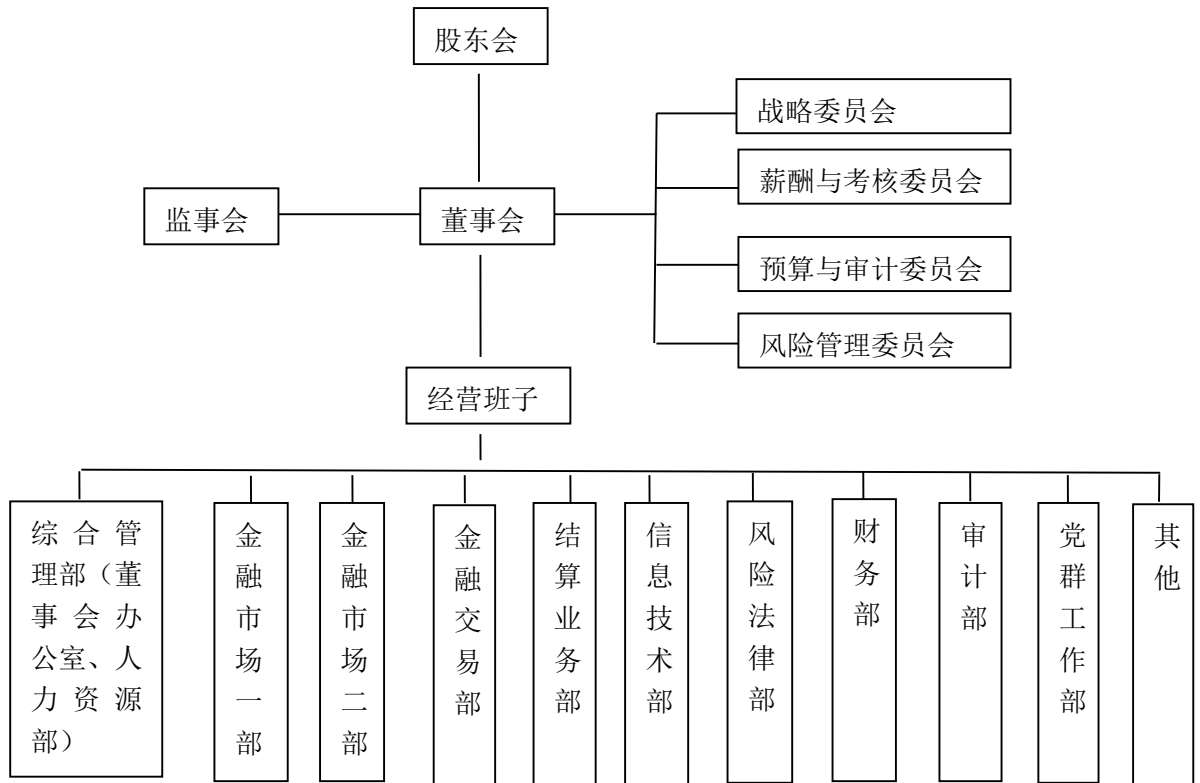 股东会
战略委员会
薪酬与考核委员会
监事会
董事会
预算与审计委员会
风险管理委员会
经营班子
综合管
理部（董
事会办
公室、人
力资源
部）
金融市场一部
金融市场二部
金融交易部
结算业务部
信息技术部
风险法律部
财务部
审计部
党群工作部
其他